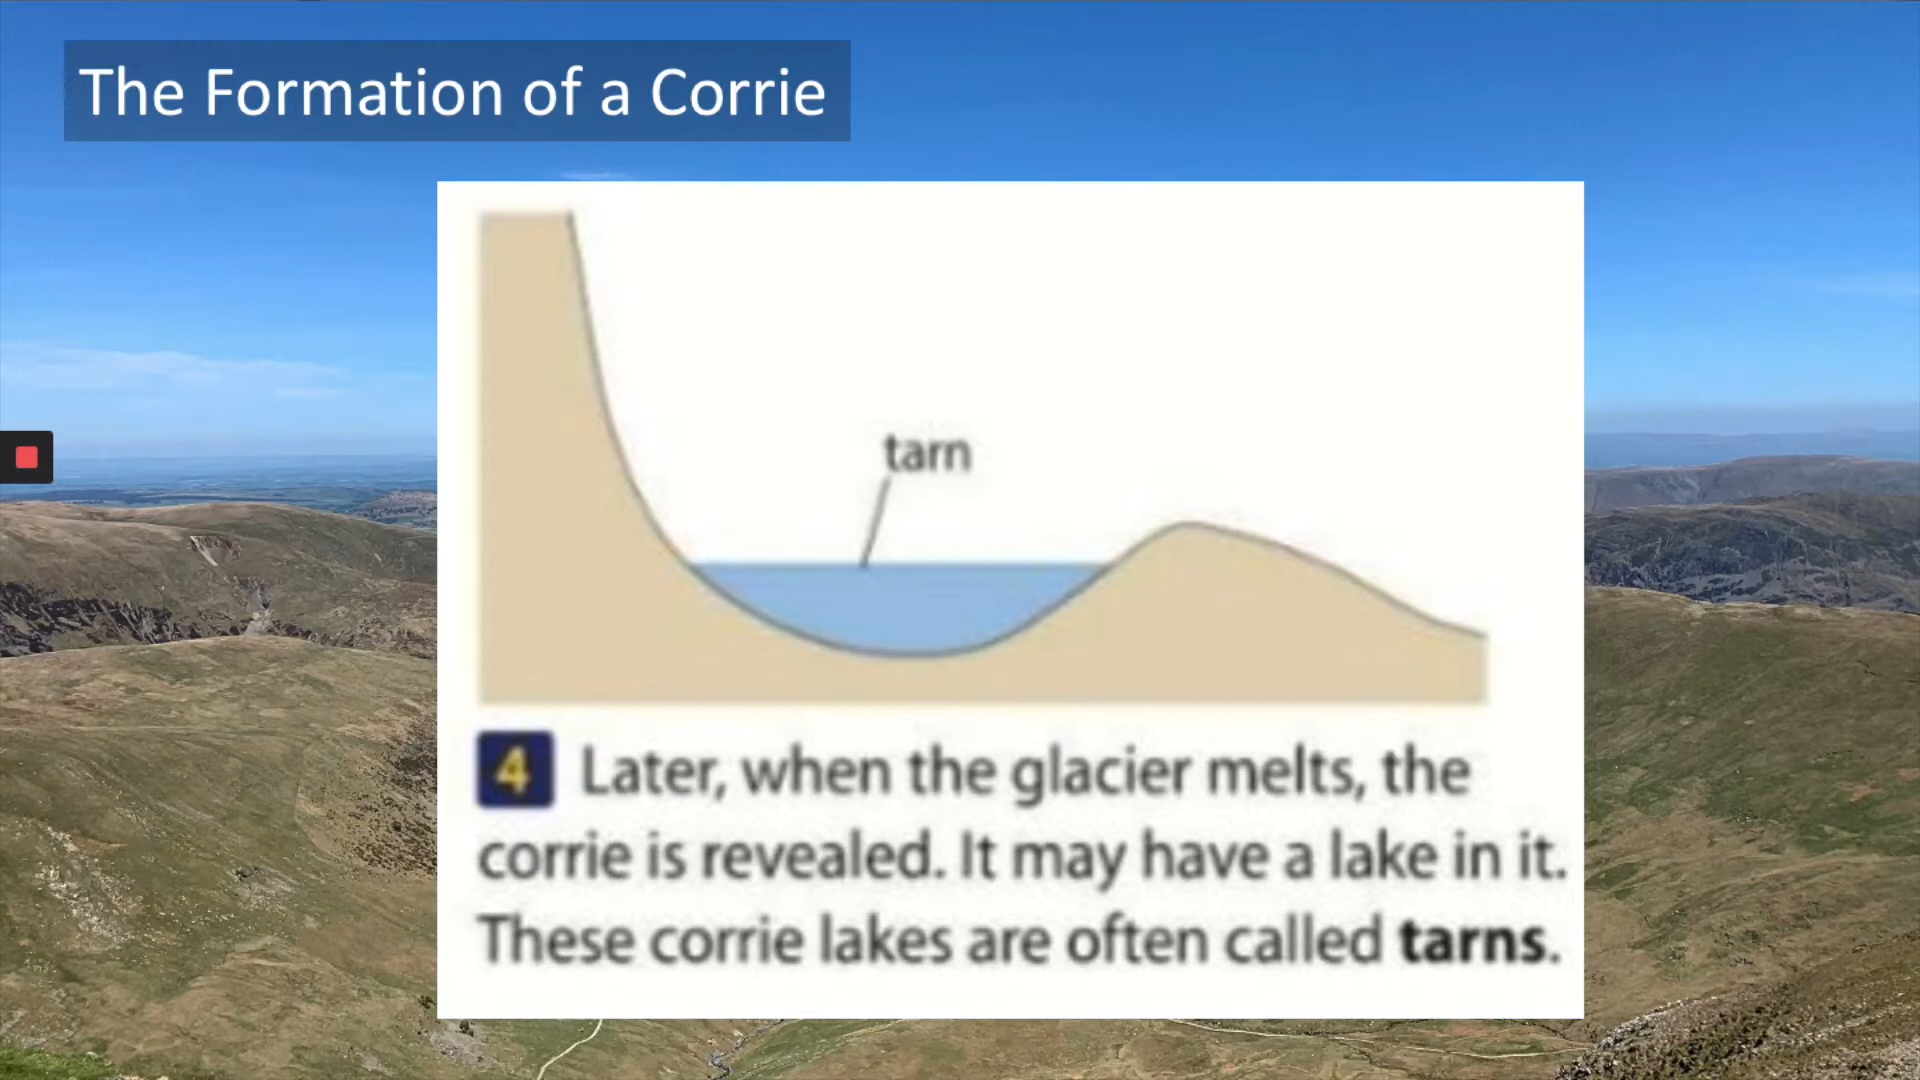 The Formation of a Corrie
tarn
4 Later, when the glacier melts, the
corrie is revealed. It may have a lake in it.
These corrie lakes are often called tarns.